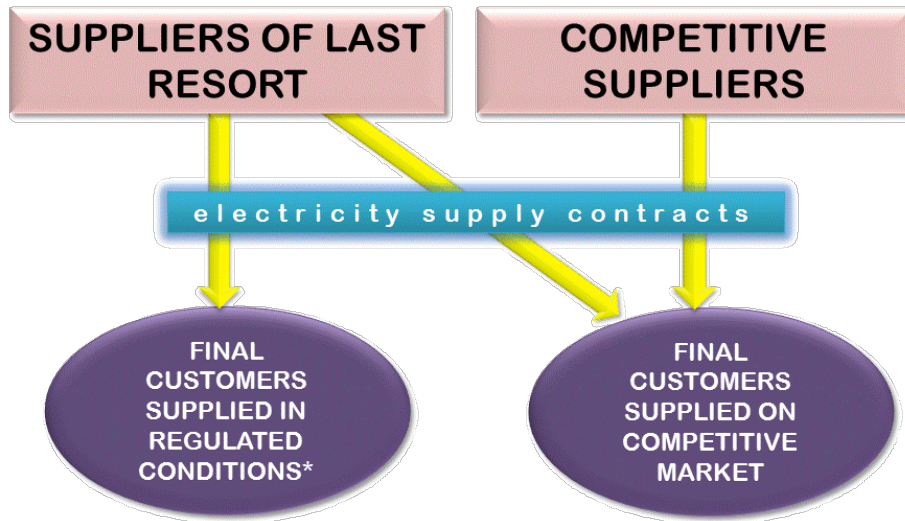 SUPPLIERS OF LAST
RESORT
COMPETITIVE
SUPPLIERS
electricity supply contracts
FINAL
CUSTOMERS
SUPPLIED IN
REGULATED
CONDITIONS*
FINAL
CUSTOMERS
SUPPLIED ON
COMPETITIVE
MARKET